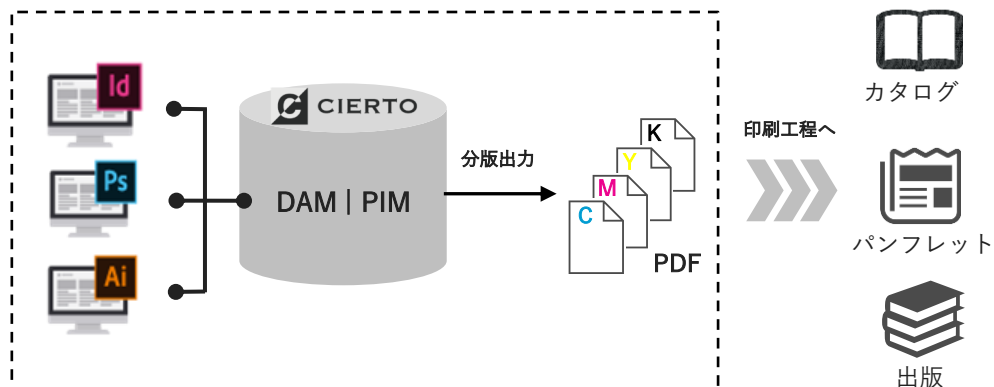 Id
Ps
Ai
CIERTO
DAM | PIM
分版出力
K
Y
M
C
PDF
印刷工程へ
カタログ
パンフレット
出版